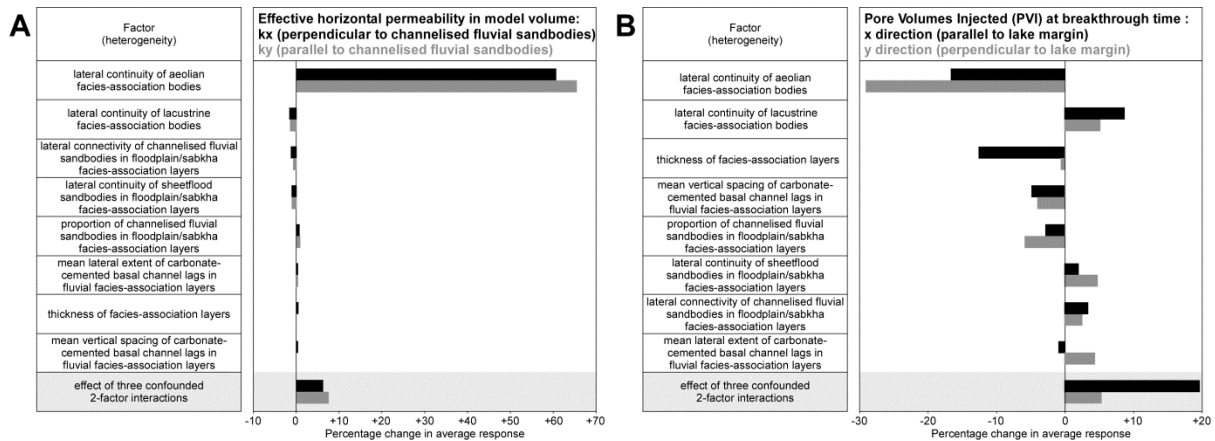 A
Factor
(heterogeneity)
Effective horizontal permeability in model volume:
kx (perpendicular to channelised fluvial sandbodies)
ky (parallel to channelised fluvial sandbodies)
lateral continuity of aeolian
facies-association bodies
lateral continuity of lacustrine
facies-association bodies
lateral connectivity of channelised fluvial
sandbodies in floodplain/sabkha
facies-association layers
lateral continuity of sheetflood
sandbodies in floodplain/sabkha
facies-association layers
proportion of channelised fluvial
sandbodies in floodplain/sabkha
facies-association layers
mean lateral extent of carbonate-
cemented basal channel lags in
fluvial facies-association layers
thickness of facies-association layers
mean vertical spacing of carbonate-
cemented basal channel lags in
fluvial facies-association layers
effect of three confounded
2-factor interactions
-10 0 +10 +20 +30 +40 +50 +60 +70
Percentage change in average response
B
Factor
(heterogeneity)
Pore Volumes Injected (PVI) at breakthrough time :
x direction (parallel to lake margin)
y direction (perpendicular to lake margin)
lateral continuity of aeolian
facies-association bodies
lateral continuity of lacustrine
facies-association bodies
thickness of facies-association layers
mean vertical spacing of carbonate-
cemented basal channel lags in
fluvial facies-association layers
proportion of channelised fluvial
sandbodies in floodplain/sabkha
facies-association layers
lateral continuity of sheetflood
sandbodies in floodplain/sabkha
facies-association layers
lateral connectivity of channelised fluvial
sandbodies in floodplain/sabkha
facies-association layers
mean lateral extent of carbonate-
cemented basal channel lags in
fluvial facies-association layers
effect of three confounded
2-factor interactions
-30 -20 -10 0 +10 +20
Percentage change in average response